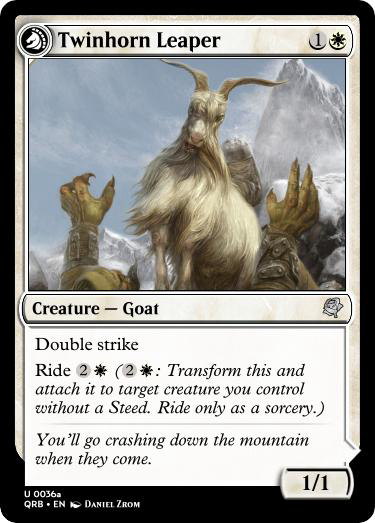 Twinhorn Leaper 1
Creature — Goat
Double strike
Ride 2 (2: Transform this and
attach it to target creature you control
without a Steed. Ride only as a sorcery.)
You'll go crashing down the mountain
when they come.
1/1
U 0036a
QRB • EN Daniel Zrom